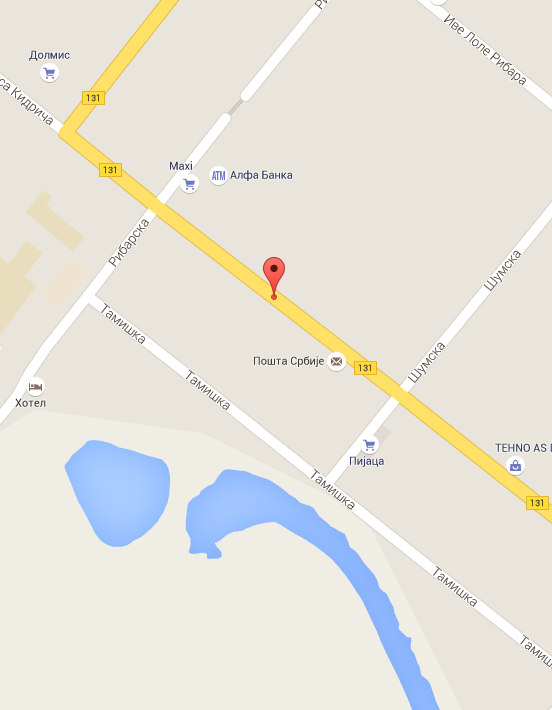 Иве Лоле Рибара
Долмис
са Кидрича
131
131
Maxi
ATM
Алфа Банка
Рибарска
Шумска
Тамишка
Пошта Србије
131
Шумска
Тамишка
Хотел
TEHNO AS
Пијаца
Тамишка
131
Тамишка
Тамиш